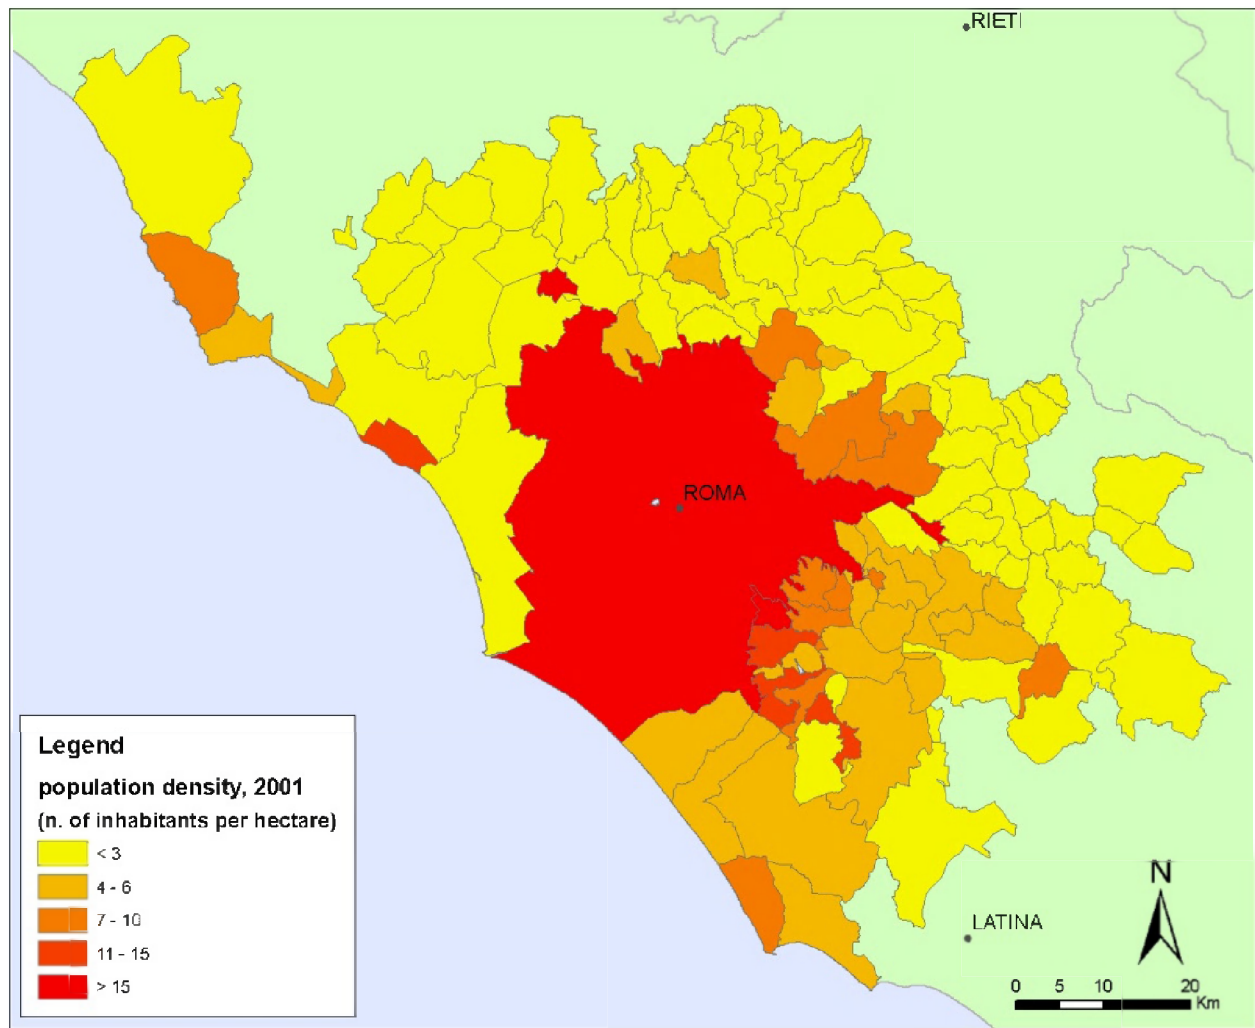 RIETI
ROMA
Legend
population density, 2001
(n. of inhabitants per hectare)
< 3
4 - 6
7 - 10
11 - 15
> 15
N
LATINA
0 5 10 20
Km